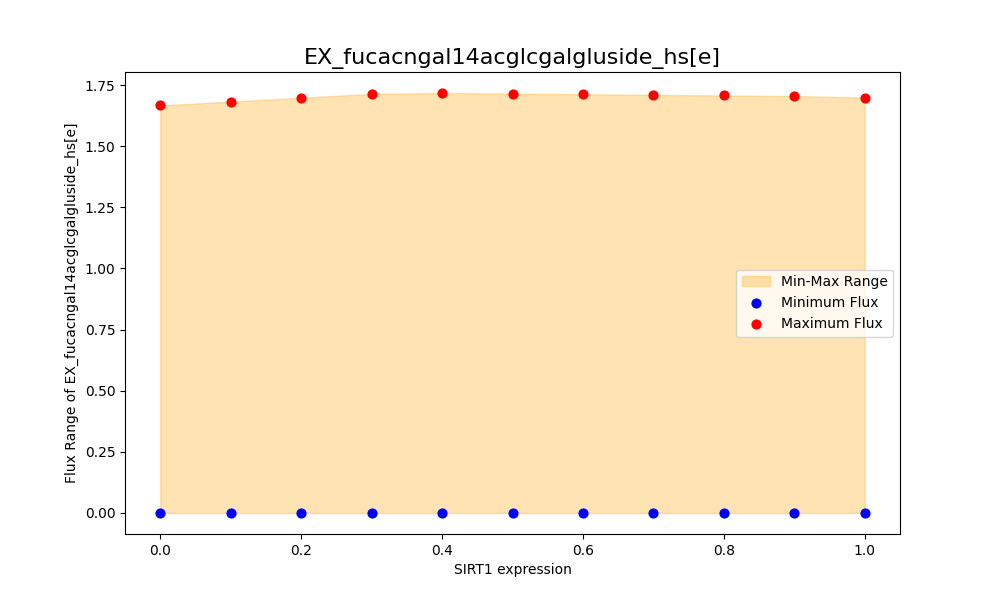 EX_fucacngal14acglcgalgluside_hs[e]
Flux Range of EX_fucacngal14acglcgalgluside_hs[e]
1.75
1.50
1.25
1.00
0.75
0.50
0.25
0.00
Min-Max Range
Minimum Flux
Maximum Flux
0.0 0.2 0.4 0.6 0.8 1.0
SIRT1 expression